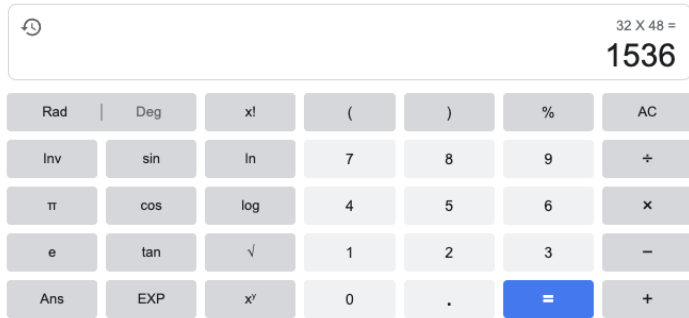 32 X 48 =
1536
Rad | Deg x! ( ) % AC
Inv sin ln 7 8 9 ÷
π cos log 4 5 6 ×
e tan √ 1 2 3 −
Ans EXP xʸ 0 . = +